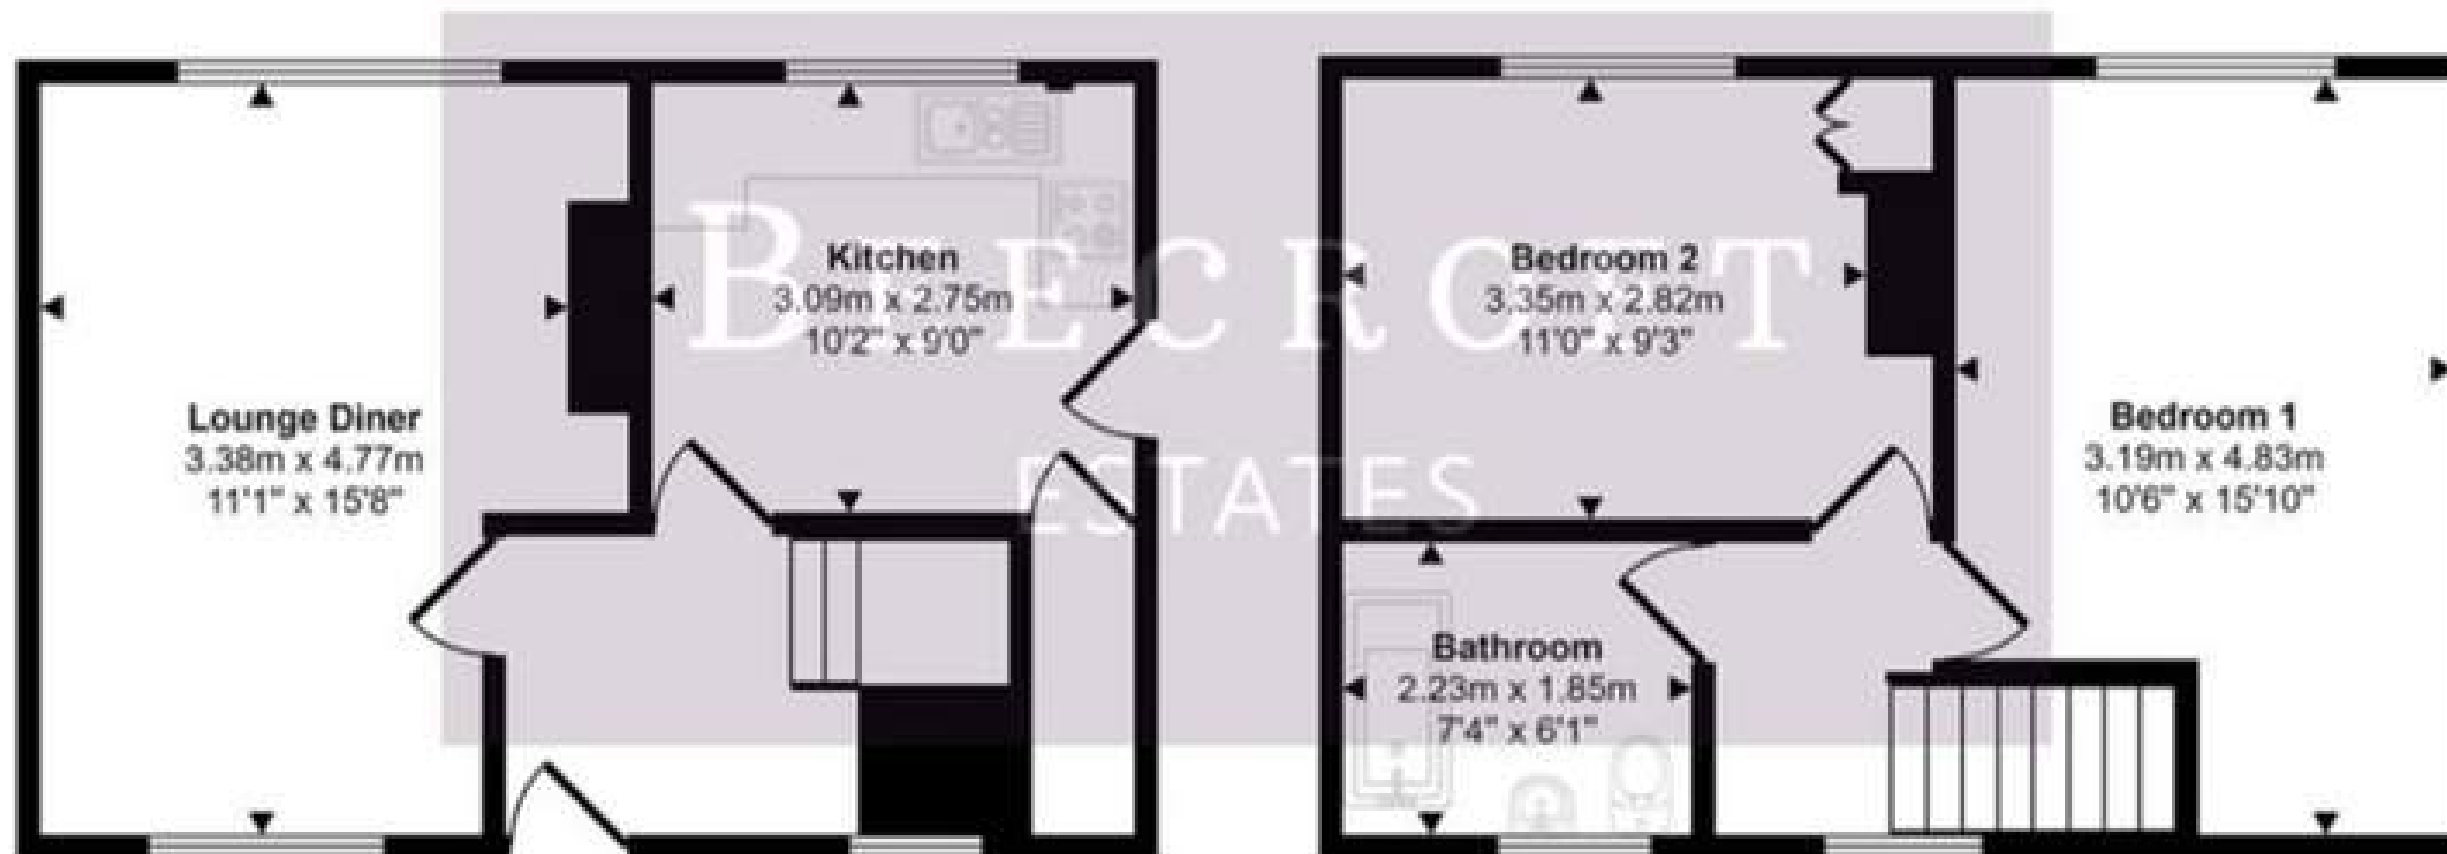 Kitchen
3.09m x 2.75m
10'2" x 9'0"
Bedroom 2
3.35m x 2.82m
11'0" x 9'3"
Lounge Diner
3.38m x 4.77m
11'1" x 15'8"
Bedroom 1
3.19m x 4.83m
10'6" x 15'10"
ESTATES
Bathroom
2.23m x 1.85m
7'4" x 6'1"